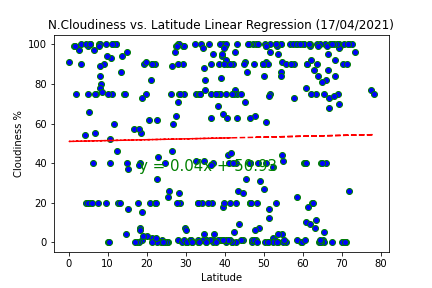 N.Cloudiness vs. Latitude Linear Regression (17/04/2021)
100
80
60
40
20
0
Cloudiness %
y = 0.04x + 50.93
0 10 20 30 40 50 60 70 80
Latitude